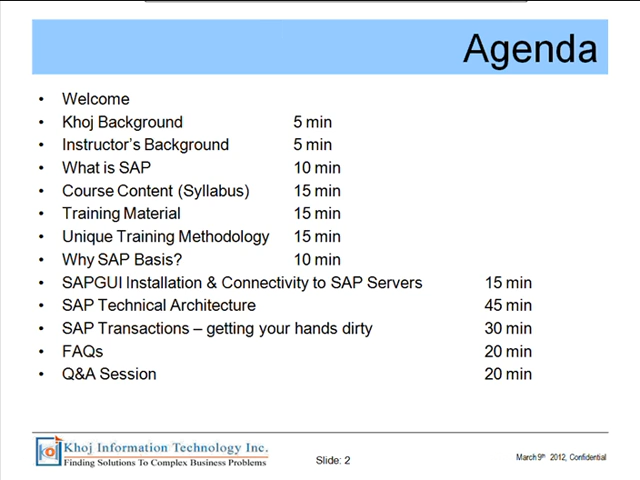 Agenda
• Welcome
• Khoj Background 5 min
• Instructor's Background 5 min
• What is SAP 10 min
• Course Content (Syllabus) 15 min
• Training Material 15 min
• Unique Training Methodology 15 min
• Why SAP Basis? 10 min
• SAPGUI Installation & Connectivity to SAP Servers 15 min
• SAP Technical Architecture 45 min
• SAP Transactions – getting your hands dirty 30 min
• FAQs 20 min
• Q&A Session 20 min
Khoj Information Technology Inc.
Finding Solutions To Complex Business Problems
Slide: 2
March 9th 2012, Confidential